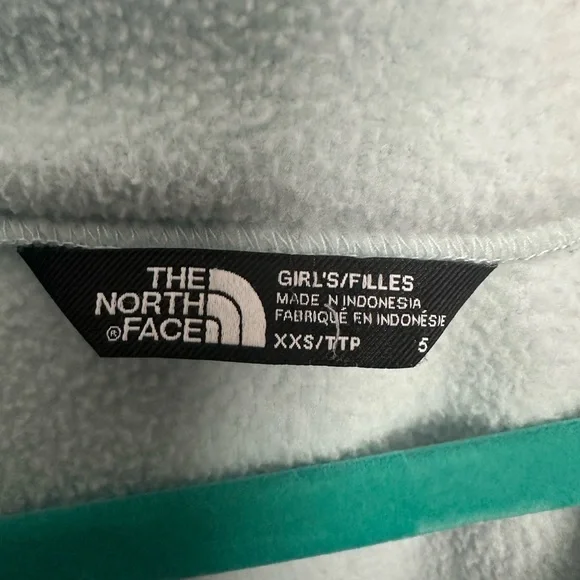 THE
NORTH
®FACE
GIRL'S/FILLES
MADE IN INDONESIA
FABRIQUÉ EN INDONÉSIE
XXS/TTP 5